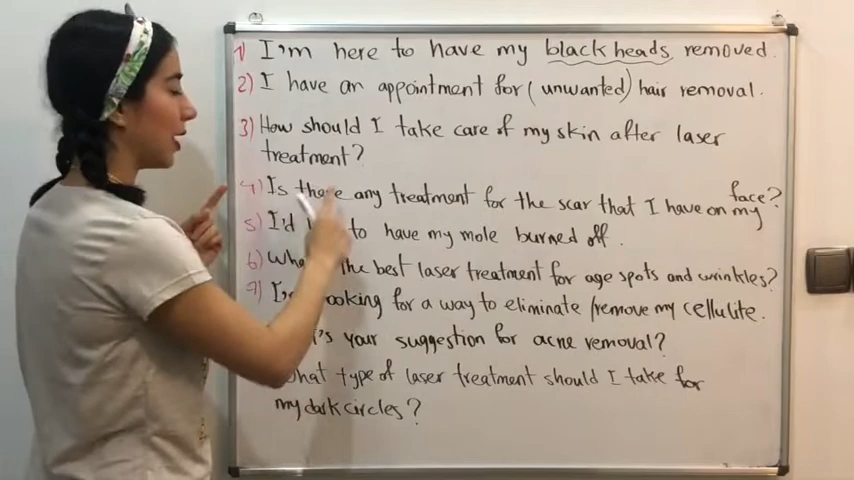 1) I'm here to have my black heads removed.
2) I have an appointment for (unwanted) hair removal.
3) How should I take care of my skin after laser
treatment?
4) Is there any treatment for the scar that I have on my face?
5) I'd to have my mole burned off.
6) the best laser treatment for age spots and wrinkles?
7) looking for a way to eliminate /remove my cellulite.
your suggestion for acne removal?
what type of laser treatment should I take for
my dark circles?